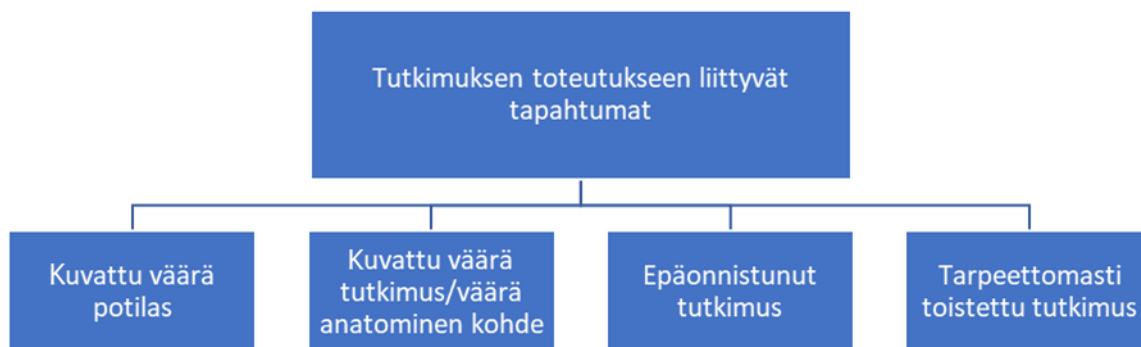 Tutkimuksen toteutukseen liittyvät
tapahtumat
Kuvattu väärä
potilas
Kuvattu väärä
tutkimus/väärä
anatominen kohde
Epäonnistunut
tutkimus
Tarpeettomasti
toistettu tutkimus